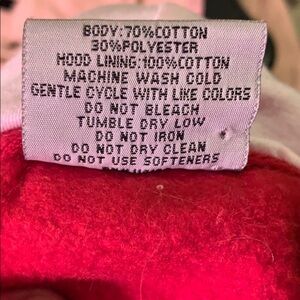 BODY:70%COTTON
30%POLYESTER
HOOD LINING:100%COTTON
MACHINE WASH COLD
GENTLE CYCLE WITH LIKE COLORS
DO NOT BLEACH
TUMBLE DRY LOW
DO NOT IRON
DO NOT DRY CLEAN
DO NOT USE SOFTENERS